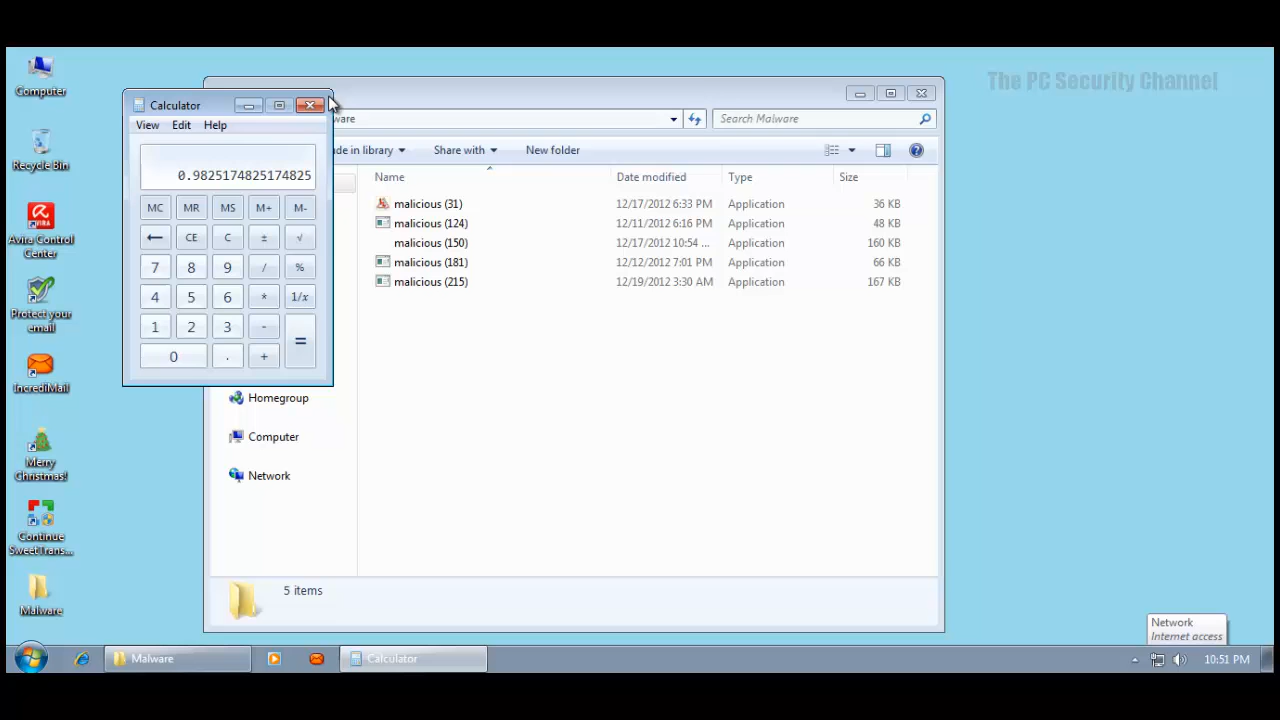 The PC Security Channel
Computer
Recycle Bin
Avira Control
Center
Protect your
email
IncrediMail
Merry
Christmas!
Continue
SweetTrans...
Malware
Calculator
View Edit Help
0.9825174825174825
MC MR MS M+ M-
← CE C ± √
7 8 9 / %
4 5 6 * 1/x
1 2 3 - =
0 . +
ware
Search Malware
de in library Share with New folder
Name Date modified Type Size
malicious (31) 12/17/2012 6:33 PM Application 36 KB
malicious (124) 12/11/2012 6:16 PM Application 48 KB
malicious (150) 12/17/2012 10:54 ... Application 160 KB
malicious (181) 12/12/2012 7:01 PM Application 66 KB
malicious (215) 12/19/2012 3:30 AM Application 167 KB
Homegroup
Computer
Network
5 items
Network
Internet access
Malware
Calculator
10:51 PM